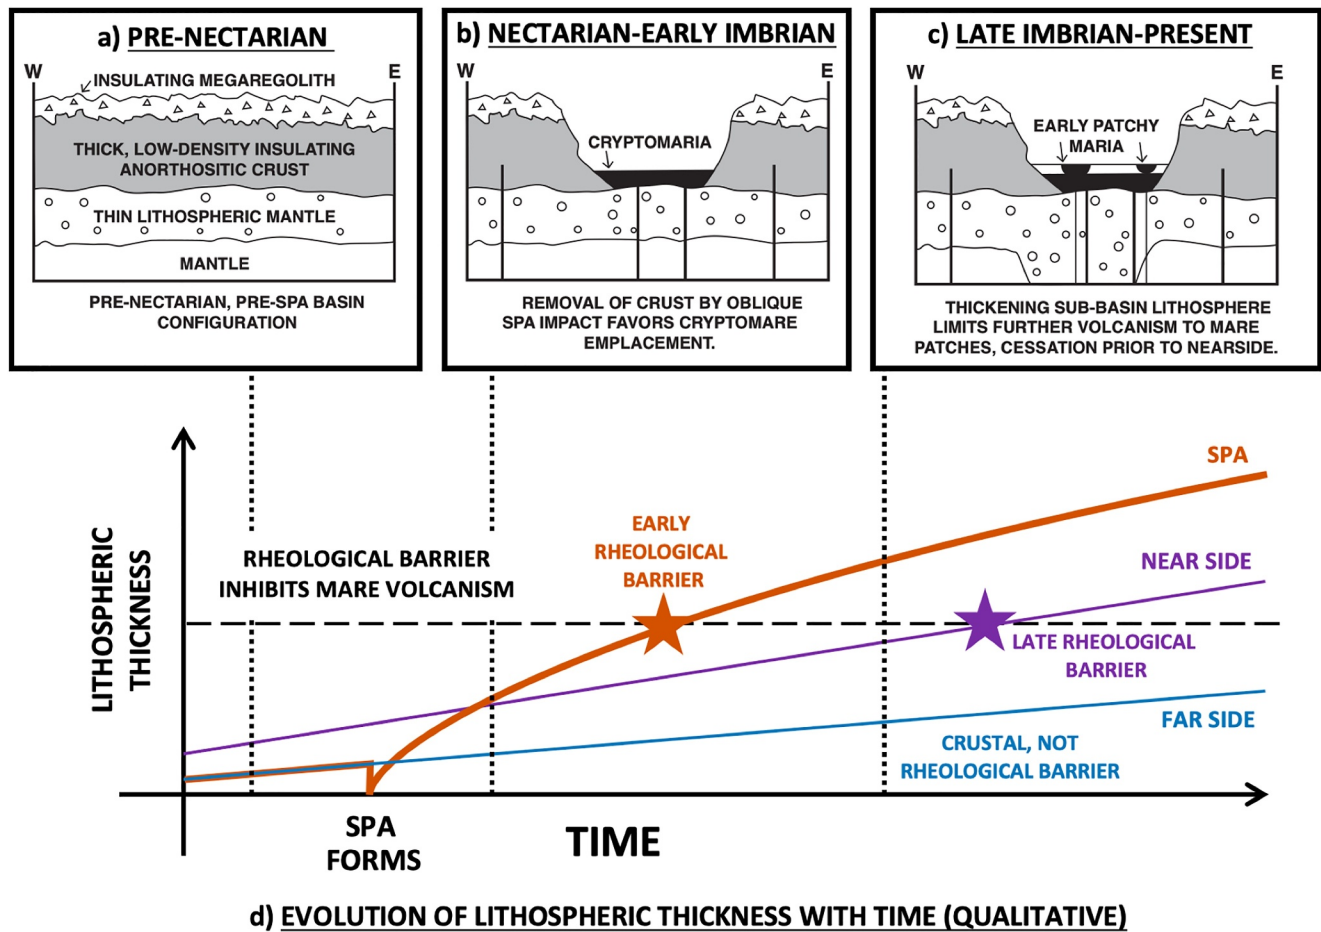 a) PRE-NECTARIAN
W
E
INSULATING MEGAREGOLITH
THICK, LOW-DENSITY INSULATING
ANORTHOSITIC CRUST
THIN LITHOSPHERIC MANTLE
MANTLE
PRE-NECTARIAN, PRE-SPA BASIN
CONFIGURATION
b) NECTARIAN-EARLY IMBRIAN
W
E
CRYPTOMARIA
REMOVAL OF CRUST BY OBLIQUE
SPA IMPACT FAVORS CRYPTOMARE
EMPLACEMENT.
c) LATE IMBRIAN-PRESENT
W
E
EARLY PATCHY
MARIA
THICKENING SUB-BASIN LITHOSPHERE
LIMITS FURTHER VOLCANISM TO MARE
PATCHES, CESSATION PRIOR TO NEARSIDE.
LITHOSPHERIC
THICKNESS
RHEOLOGICAL BARRIER
INHIBITS MARE VOLCANISM
EARLY
RHEOLOGICAL
BARRIER
SPA
NEAR SIDE
LATE RHEOLOGICAL
BARRIER
FAR SIDE
CRUSTAL, NOT
RHEOLOGICAL BARRIER
SPA
FORMS
TIME
d) EVOLUTION OF LITHOSPHERIC THICKNESS WITH TIME (QUALITATIVE)